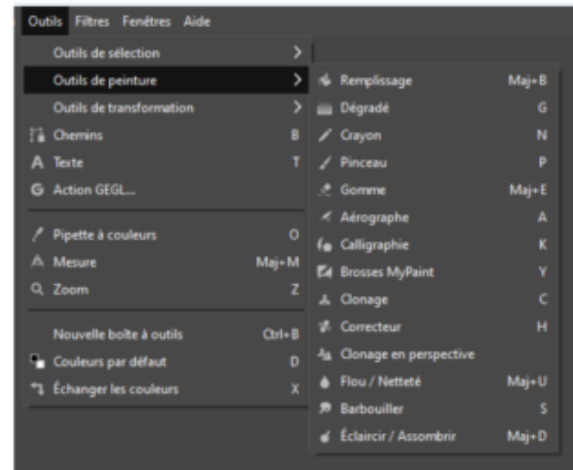 Outils Filtres Fenêtres Aide
Outils de sélection
Outils de peinture
Outils de transformation
Chemins B
Texte T
Action GEGL...
Pipette à couleurs O
Mesure Maj+M
Zoom Z
Nouvelle boîte à outils Ctrl+B
Couleurs par défaut D
Échanger les couleurs X
Remplissage Maj+B
Dégradé G
Crayon N
Pinceau P
Gomme Maj+E
Aérographe A
Calligraphie K
Brosses MyPaint Y
Clonage C
Correcteur H
Clonage en perspective
Flou / Netteté Maj+U
Barbouiller S
Éclaircir / Assombrir Maj+D